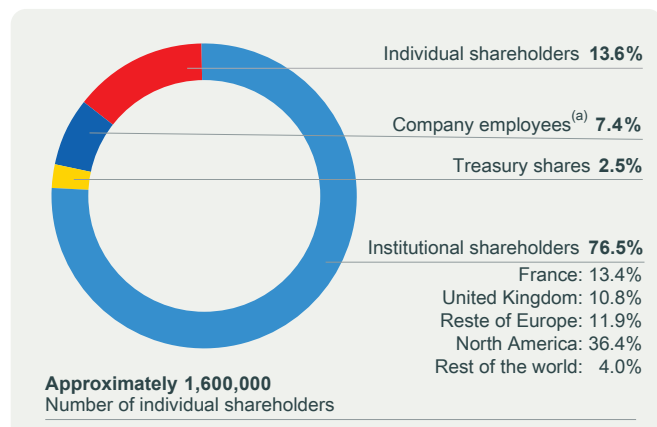 Individual shareholders 13.6%
Company employees(a) 7.4%
Treasury shares 2.5%
Institutional shareholders 76.5%
France: 13.4%
United Kingdom: 10.8%
Reste of Europe: 11.9%
North America: 36.4%
Rest of the world: 4.0%
Approximately 1,600,000
Number of individual shareholders